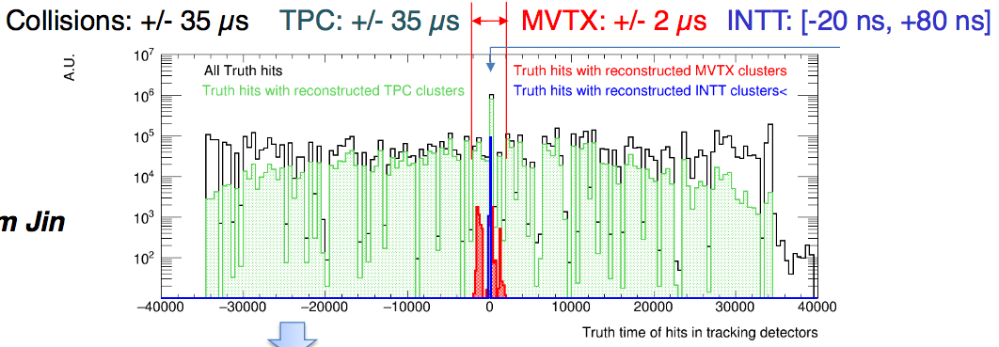 Collisions: +/- 35 µs TPC: +/- 35 µs MVTX: +/- 2 µs INTT: [-20 ns, +80 ns]
A.U.
10⁷
All Truth hits
Truth hits with reconstructed MVTX clusters
Truth hits with reconstructed TPC clusters
Truth hits with reconstructed INTT clusters<
10⁶
10⁵
10⁴
10³
10²
m Jin
−40000 −30000 −20000 −10000 0 10000 20000 30000 40000
Truth time of hits in tracking detectors